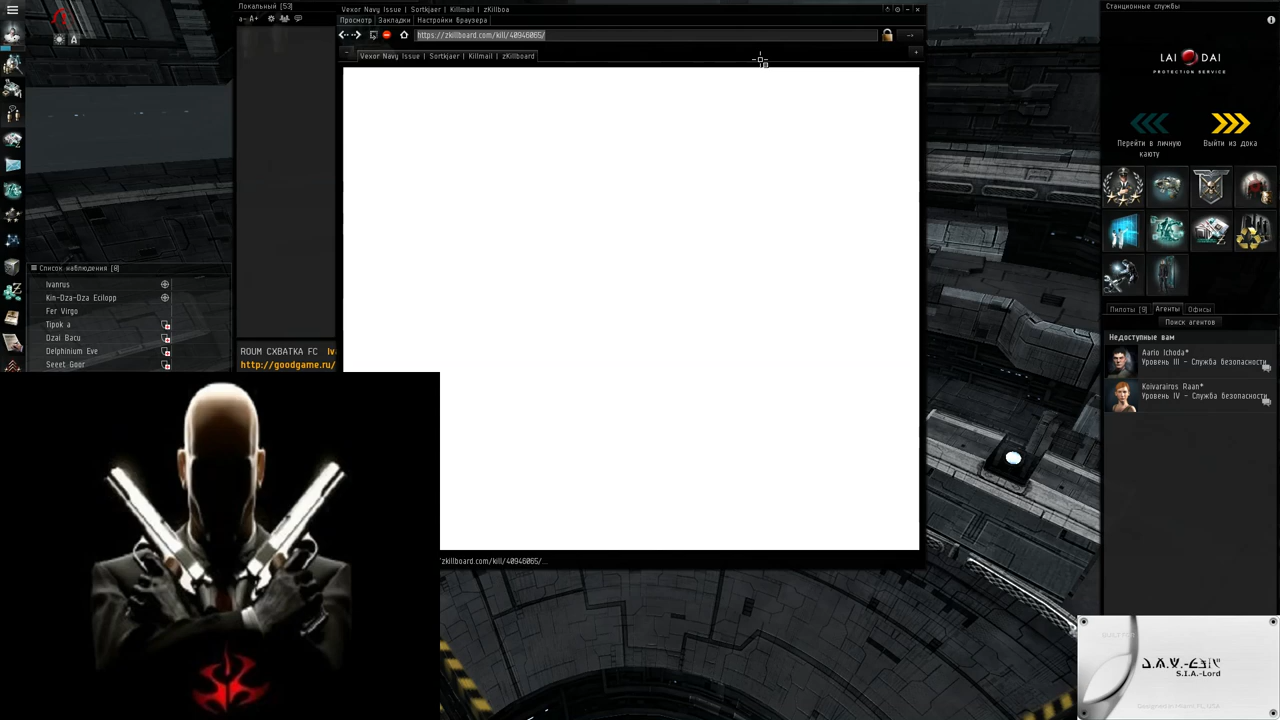 Локальный [53]
a- A+
A
Список наблюдения [8]
Ivanrus
Kin-Dza-Dza Ecilopp
Fer Virgo
Tipok a
Dzai Bacu
Delphinium Eve
Seeet Goor
ROUM CXBATKA FC
http://goodgame.ru/
Vexor Navy Issue | Sortkjaer | Killmail | zKillboa
Просмотр Закладки Настройки браузера
https://zkillboard.com/kill/40946065/
Vexor Navy Issue | Sortkjaer | Killmail | zKillboard
/zkillboard.com/kill/40946065/...
Станционные службы
LAI DAI
PROTECTION SERVICE
Перейти в личную каюту
Выйти из дока
Пилоты [9] Агенты Офисы
Поиск агентов
Недоступные вам
Aario Ichoda*
Уровень III - Служба безопасности
Koivarairos Raan*
Уровень IV - Служба безопасности
S.I.A.-Lord